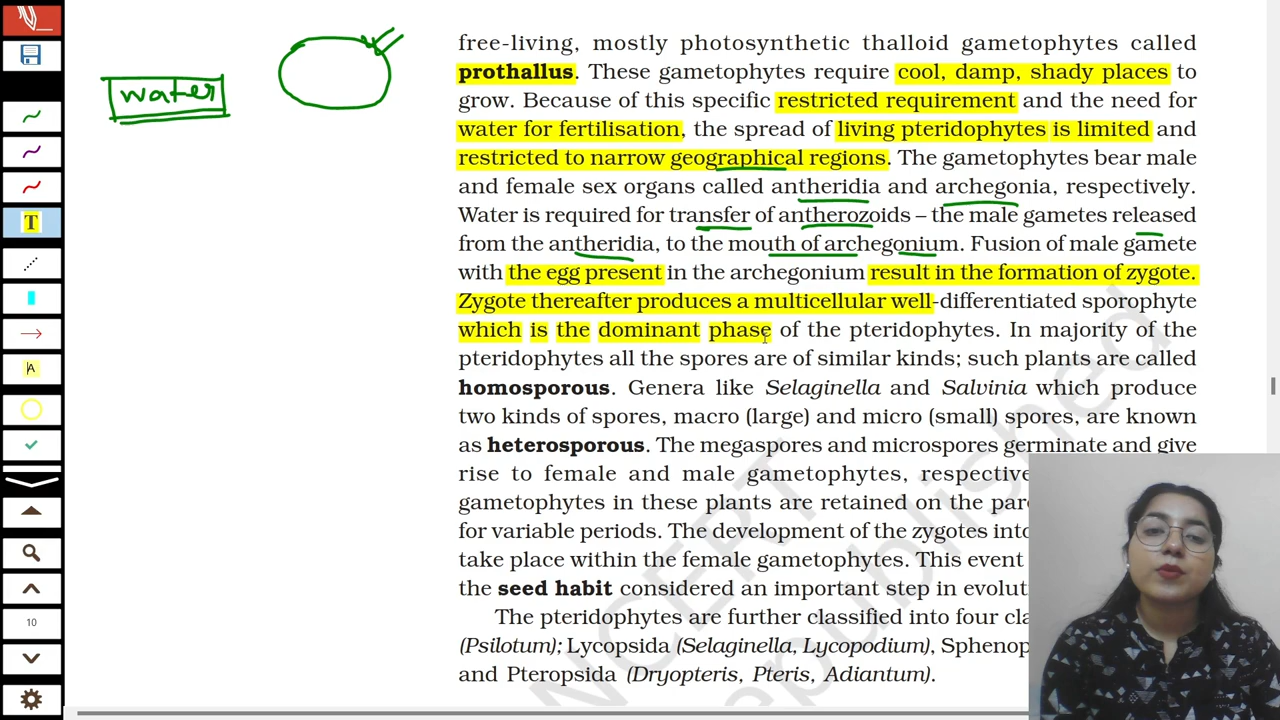 water
free-living, mostly photosynthetic thalloid gametophytes called
prothallus. These gametophytes require cool, damp, shady places to
grow. Because of this specific restricted requirement and the need for
water for fertilisation, the spread of living pteridophytes is limited and
restricted to narrow geographical regions. The gametophytes bear male
and female sex organs called antheridia and archegonia, respectively.
Water is required for transfer of antherozoids – the male gametes released
from the antheridia, to the mouth of archegonium. Fusion of male gamete
with the egg present in the archegonium result in the formation of zygote.
Zygote thereafter produces a multicellular well-differentiated sporophyte
which is the dominant phase of the pteridophytes. In majority of the
pteridophytes all the spores are of similar kinds; such plants are called
homosporous. Genera like Selaginella and Salvinia which produce
two kinds of spores, macro (large) and micro (small) spores, are known
as heterosporous. The megaspores and microspores germinate and give
rise to female and male gametophytes, respective
gametophytes in these plants are retained on the par
for variable periods. The development of the zygotes into
take place within the female gametophytes. This event
the seed habit considered an important step in evolu
The pteridophytes are further classified into four cla
(Psilotum); Lycopsida (Selaginella, Lycopodium), Sphenop
and Pteropsida (Dryopteris, Pteris, Adiantum).
T
A
10
NCERT
republished